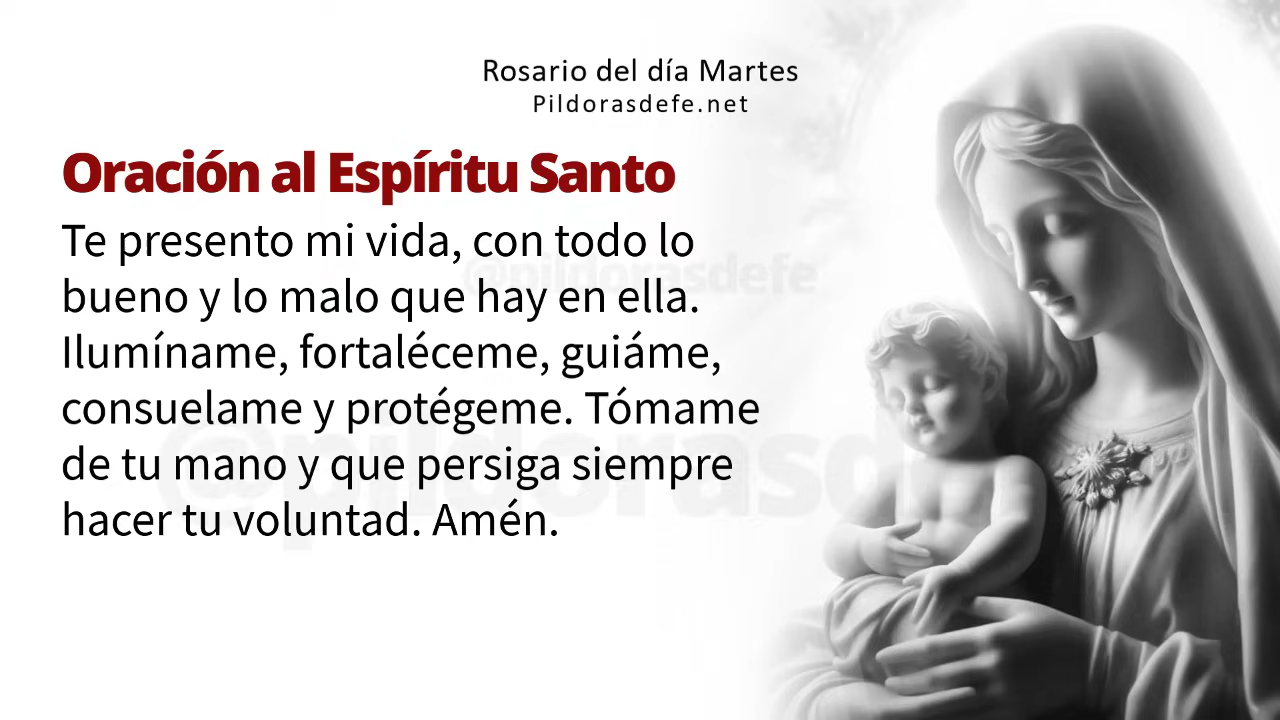 Rosario del día Martes
Pildorasdefe.net
Oración al Espíritu Santo
Te presento mi vida, con todo lo
@pildorasdefe
bueno y lo malo que hay en ella.
Ilumíname, fortaléceme, guiáme,
consuelame y protégeme. Tómame
de tu mano y que persiga siempre
@pildorasdefe
hacer tu voluntad. Amén.